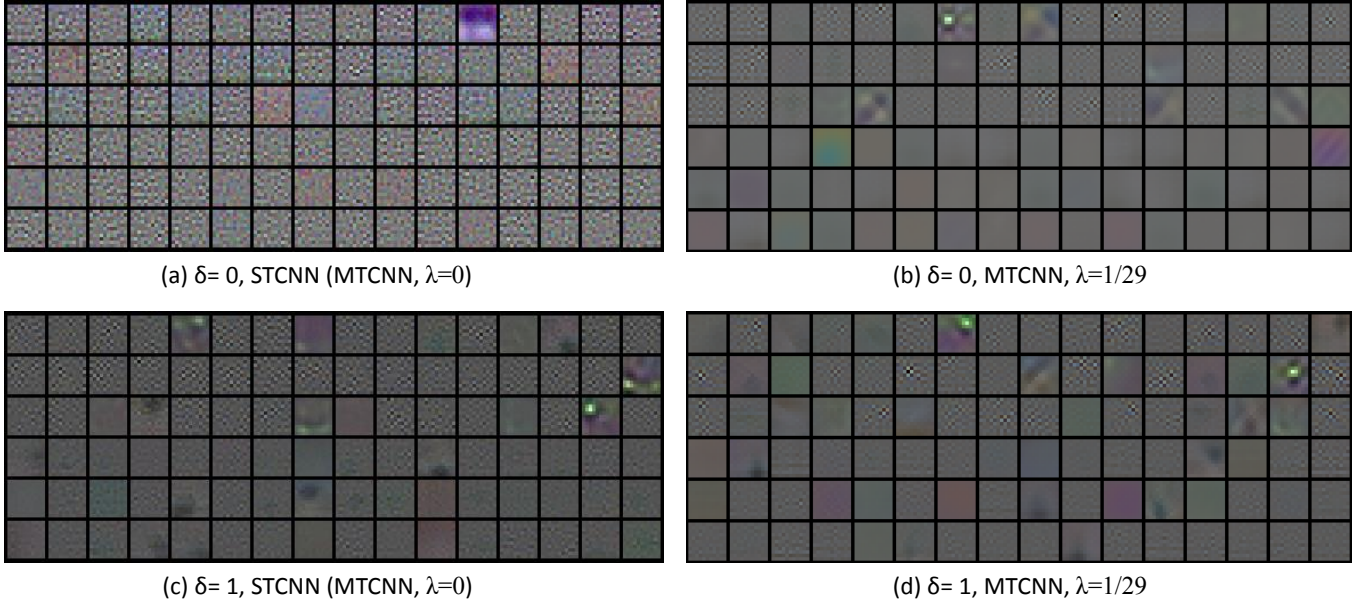 (a) δ= 0, STCNN (MTCNN, λ=0)
(b) δ= 0, MTCNN, λ=1/29
(c) δ= 1, STCNN (MTCNN, λ=0)
(d) δ= 1, MTCNN, λ=1/29